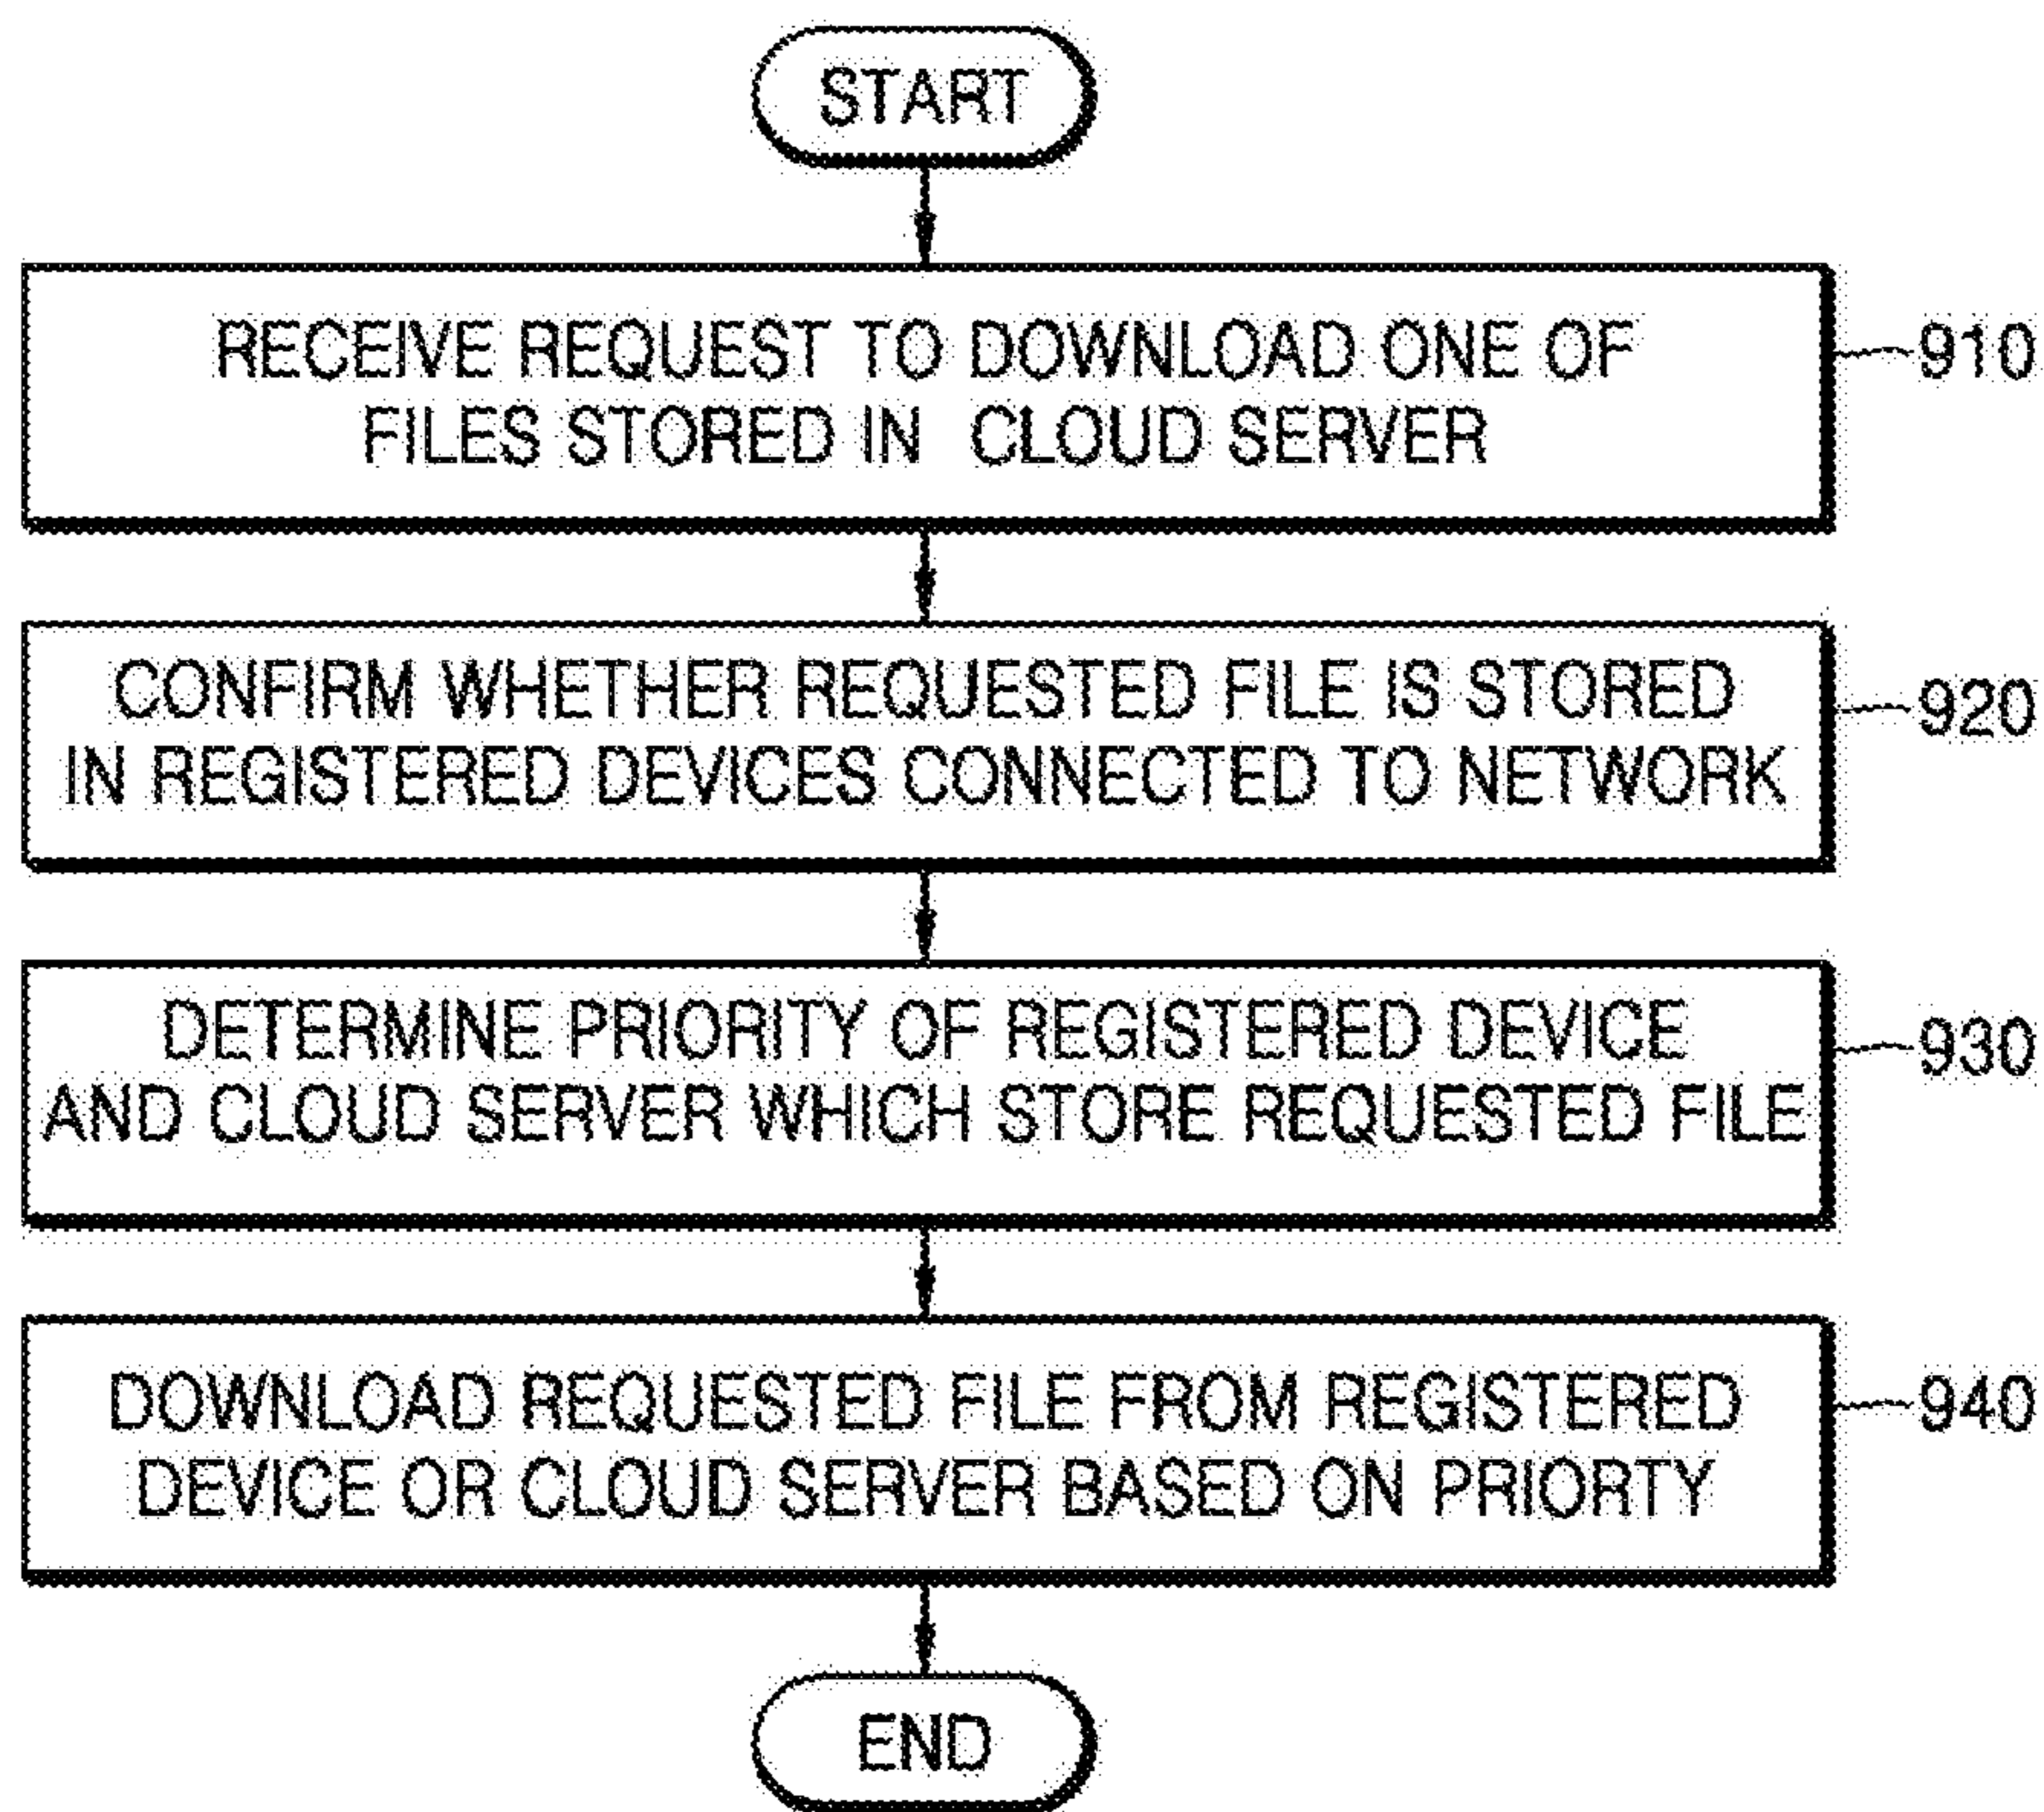 START
RECEIVE REQUEST TO DOWNLOAD ONE OF
FILES STORED IN CLOUD SERVER
910
CONFIRM WHETHER REQUESTED FILE IS STORED
IN REGISTERED DEVICES CONNECTED TO NETWORK
920
DETERMINE PRIORITY OF REGISTERED DEVICE
AND CLOUD SERVER WHICH STORE REQUESTED FILE
930
DOWNLOAD REQUESTED FILE FROM REGISTERED
DEVICE OR CLOUD SERVER BASED ON PRIORTY
940
END